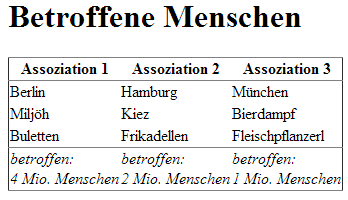 Betroffene Menschen
Assoziation 1 Assoziation 2 Assoziation 3
Berlin Hamburg München
Miljöh Kiez Bierdampf
Buletten Frikadellen Fleischpflanzerl
betroffen: betroffen: betroffen:
4 Mio. Menschen 2 Mio. Menschen 1 Mio. Menschen